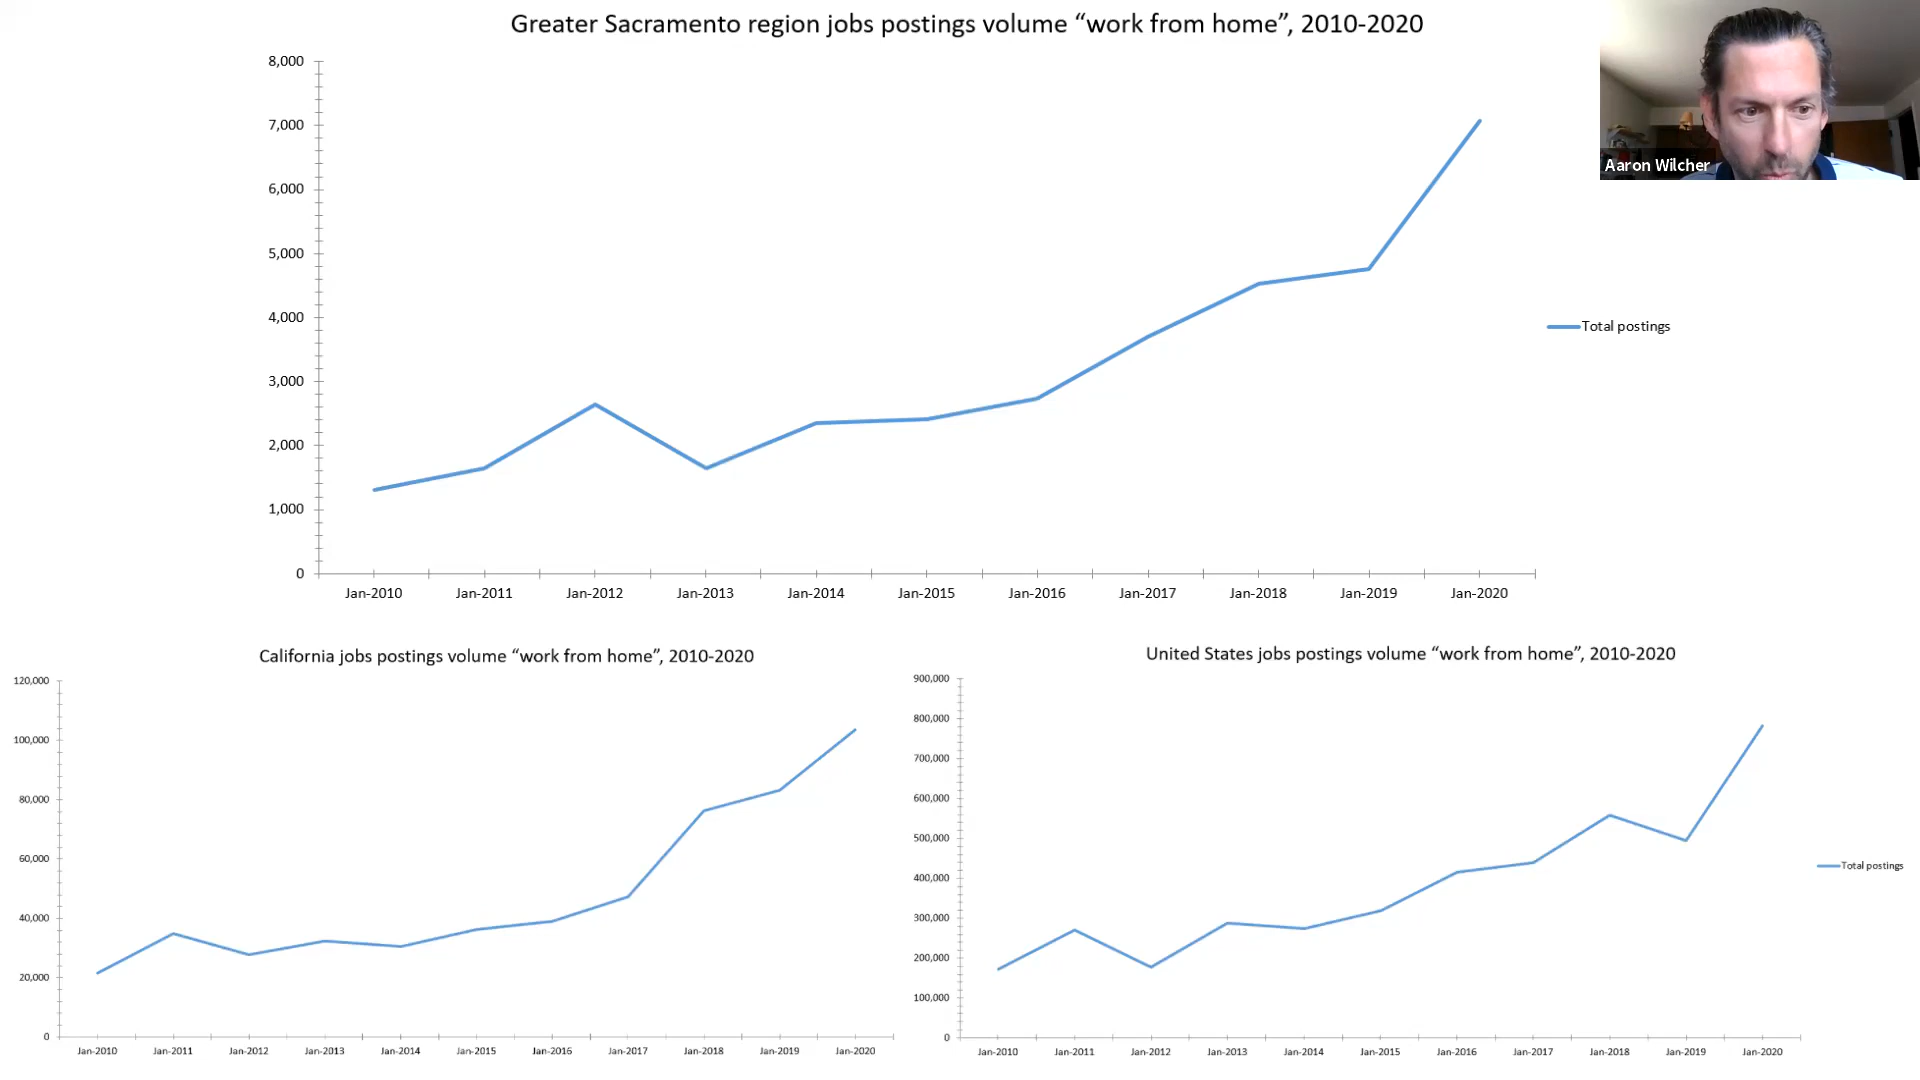 Greater Sacramento region jobs postings volume “work from home”, 2010-2020
8,000
7,000
6,000
5,000
4,000
3,000
2,000
1,000
0
Jan-2010 Jan-2011 Jan-2012 Jan-2013 Jan-2014 Jan-2015 Jan-2016 Jan-2017 Jan-2018 Jan-2019 Jan-2020
Total postings
Aaron Wilcher
California jobs postings volume “work from home”, 2010-2020
120,000
100,000
80,000
60,000
40,000
20,000
0
Jan-2010 Jan-2011 Jan-2012 Jan-2013 Jan-2014 Jan-2015 Jan-2016 Jan-2017 Jan-2018 Jan-2019 Jan-2020
United States jobs postings volume “work from home”, 2010-2020
900,000
800,000
700,000
600,000
500,000
400,000
300,000
200,000
100,000
0
Jan-2010 Jan-2011 Jan-2012 Jan-2013 Jan-2014 Jan-2015 Jan-2016 Jan-2017 Jan-2018 Jan-2019 Jan-2020
Total postings